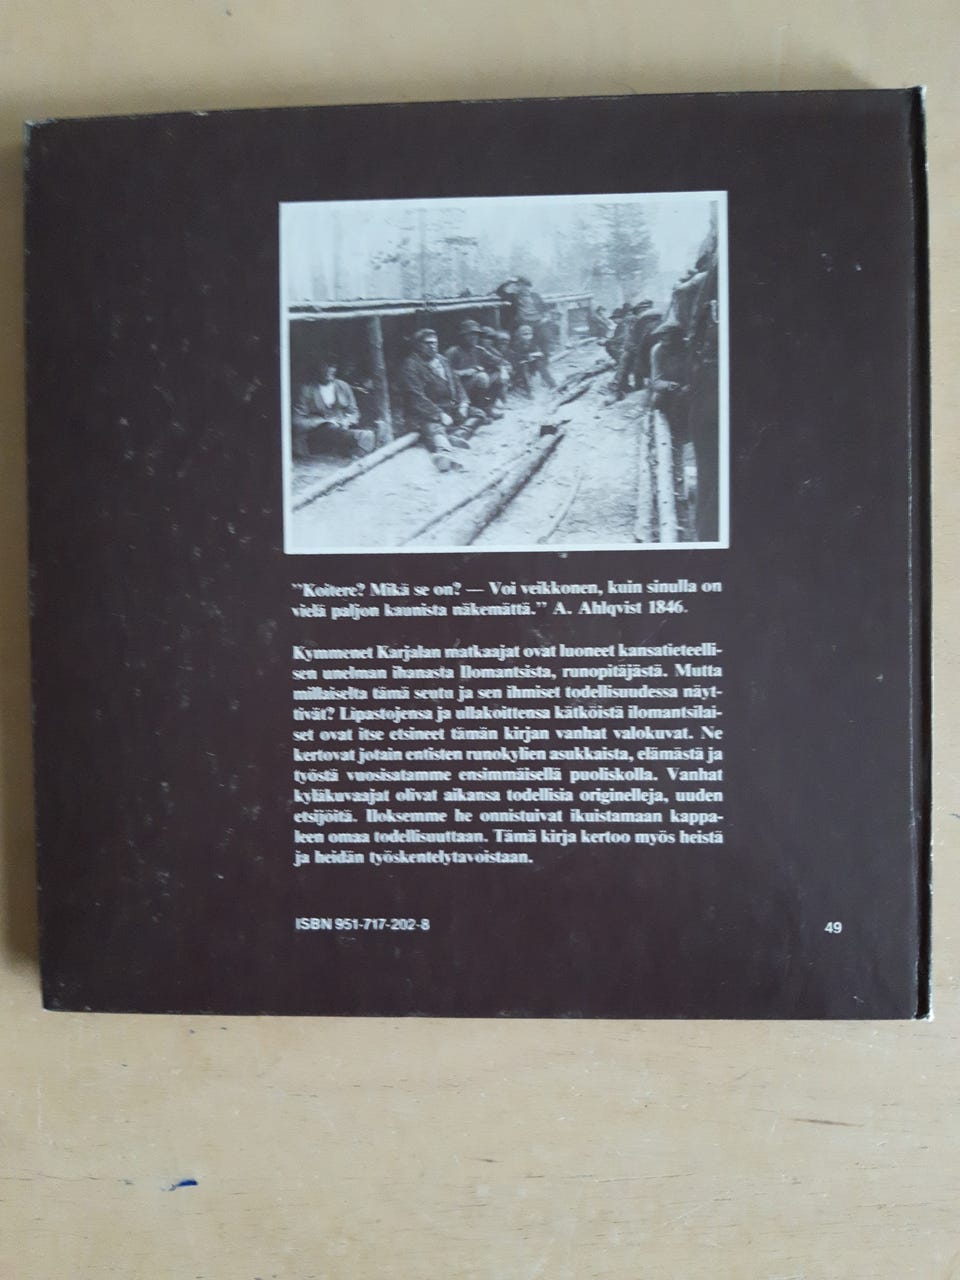 ”Koitere? Mikä se on? — Voi veikkonen, kuin sinulla on
vielä paljon kaunista näkemättä.” A. Ahlqvist 1846.
Kymmenet Karjalan matkaajat ovat luoneet kansatieteelli-
sen unelman ihanasta Ilomantsista, runopitäjästä. Mutta
millaiselta tämä seutu ja sen ihmiset todellisuudessa näyt-
tivät? Lipastojensa ja ullakoittensa kätköistä ilomantsilai-
set ovat itse etsineet tämän kirjan vanhat valokuvat. Ne
kertovat jotain entisten runokylien asukkaista, elämästä ja
työstä vuosisatamme ensimmäisellä puoliskolla. Vanhat
kyläkuvaajat olivat aikansa todellisia originelleja, uuden
etsijöitä. Iloksemme he onnistuivat ikuistamaan kappa-
leen omaa todellisuuttaan. Tämä kirja kertoo myös heistä
ja heidän työskentelytavoistaan.
ISBN 951-717-202-8
49